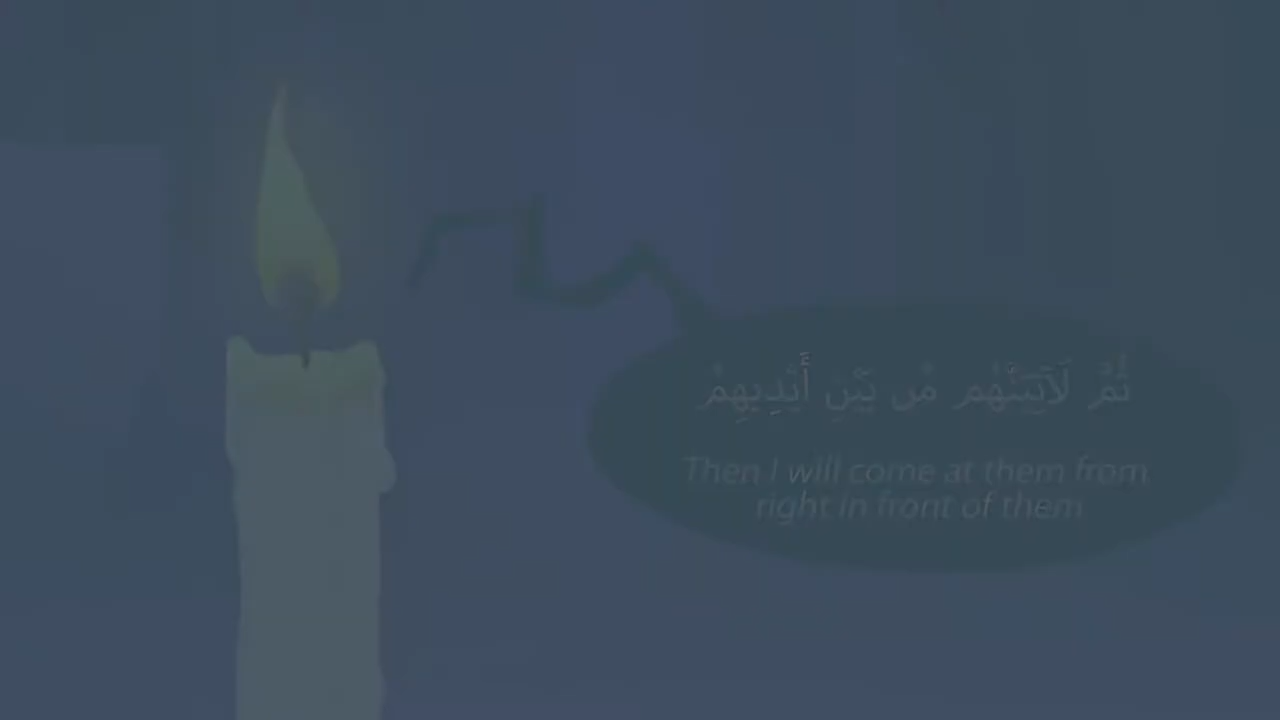 ثُمَّ لَآتِيَنَّهُم مِّن بَيْنِ أَيْدِيهِمْ
Then I will come at them from
right in front of them